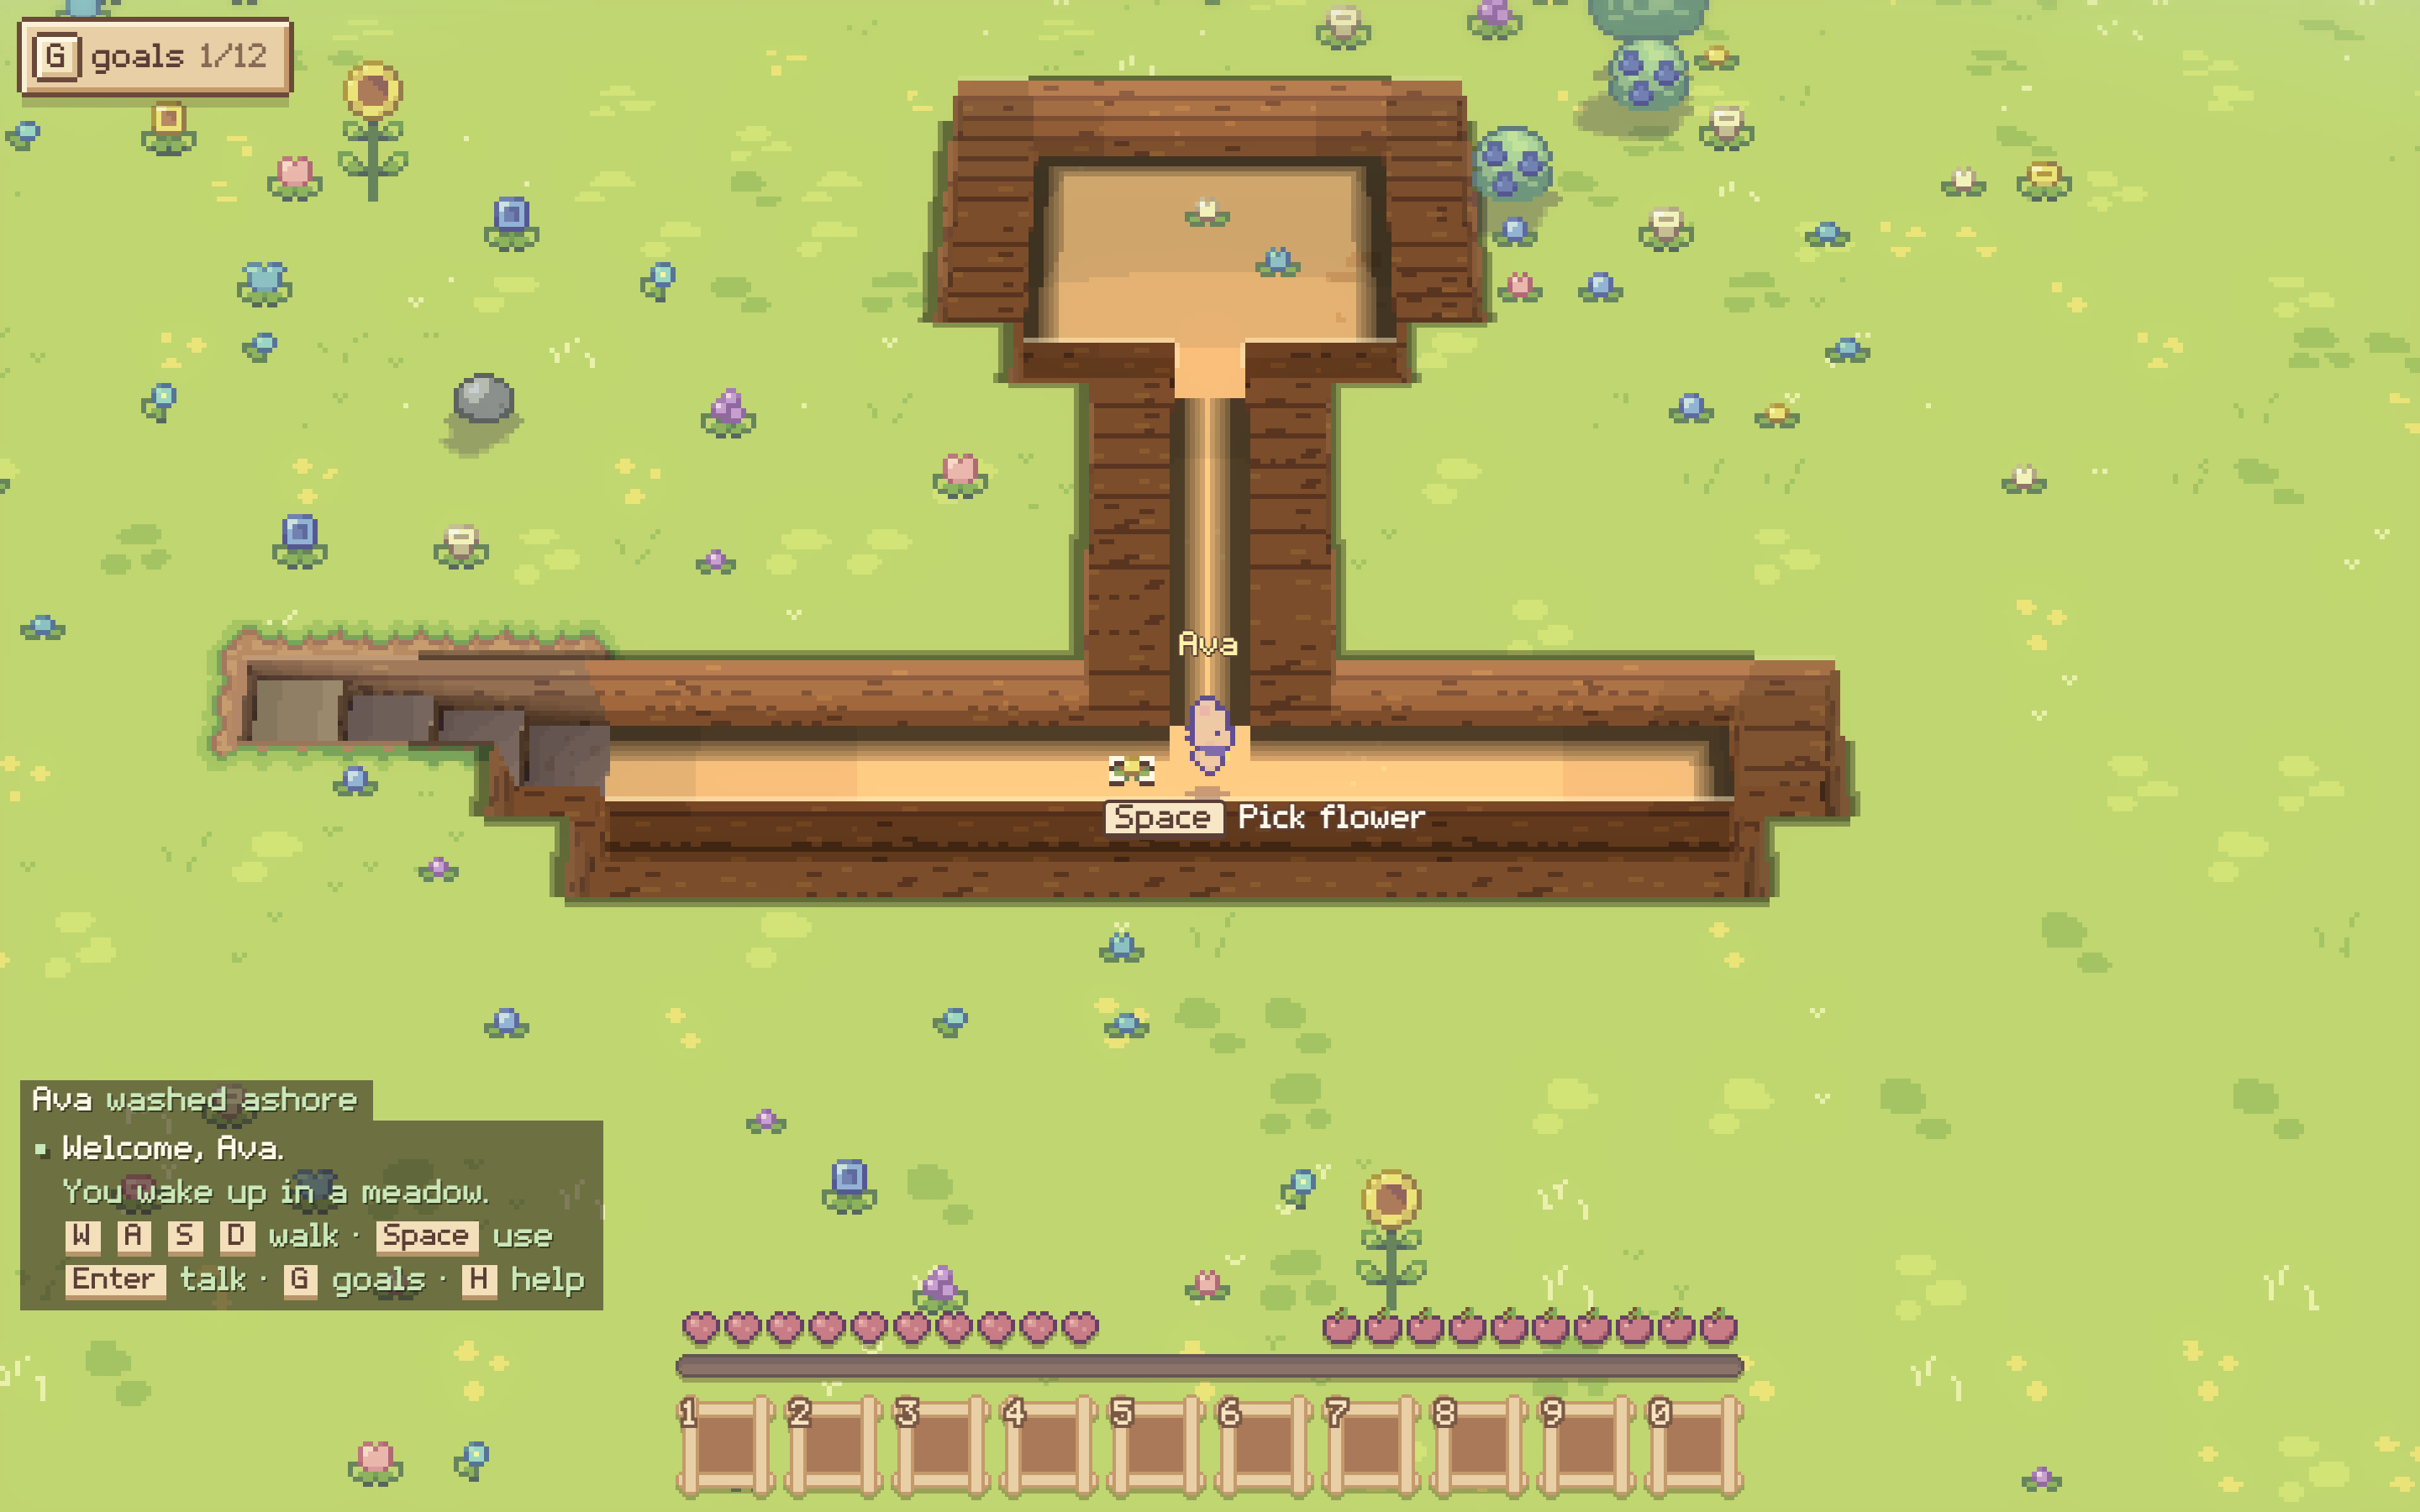 G goals 1/12
Ava
Space Pick flower
Ava washed ashore
Welcome, Ava.
You wake up in a meadow.
W A S D walk · Space use
Enter talk · G goals · H help
1 2 3 4 5 6 7 8 9 0